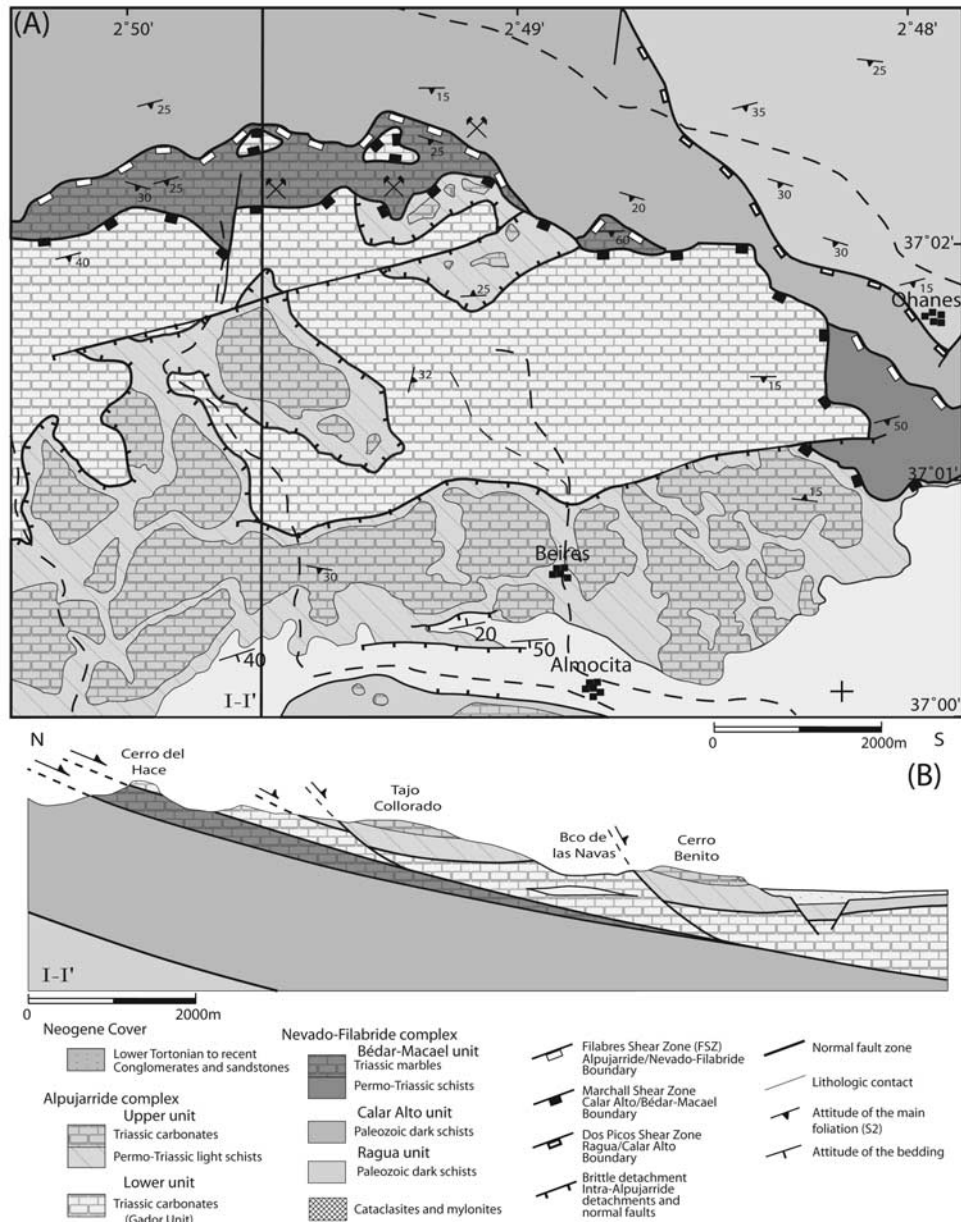 (A)
2˚50'
2˚49'
2˚48'
25
15
25
35
25
30
25
20
30
60
30
37˚02'
40
15
Ohanes
25
32
15
50
37˚01'
15
Beires
30
20
50
40
Almocita
I-I'
37˚00'
0
2000m
N
S
(B)
Cerro del
Hace
Tajo
Collorado
Bco de
las Navas
Cerro
Benito
I-I'
0
2000m
Neogene Cover
Lower Tortonian to recent
Conglomerates and sandstones
Alpujarride complex
Upper unit
Triassic carbonates
Permo-Triassic light schists
Lower unit
Triassic carbonates
(Gador Unit)
Nevado-Filabride complex
Bédar-Macael unit
Triassic marbles
Permo-Triassic schists
Calar Alto unit
Paleozoic dark schists
Ragua unit
Paleozoic dark schists
Cataclasites and mylonites
Filabres Shear Zone (FSZ)
Alpujarride/Nevado-Filabride
Boundary
Marchall Shear Zone
Calar Alto/Bédar-Macael
Boundary
Dos Picos Shear Zone
Ragua/Calar Alto
Boundary
Brittle detachment
Intra-Alpujarride
detachments and
normal faults
Normal fault zone
Lithologic contact
Attitude of the main
foliation (S2)
Attitude of the bedding